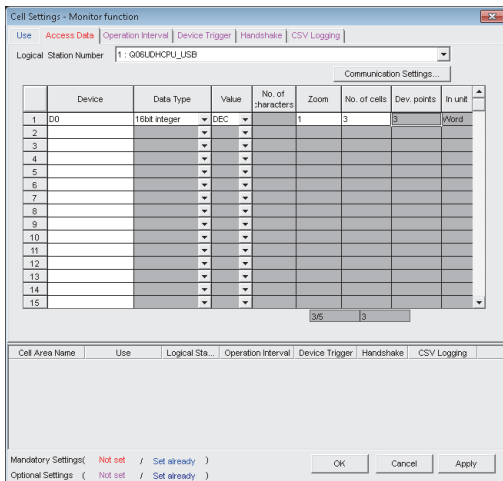 Cell Settings - Monitor function
Use Access Data Operation Interval Device Trigger Handshake CSV Logging
Logical Station Number 1 : Q06UDHCPU_USB
Communication Settings...
Device Data Type Value No. of characters Zoom No. of cells Dev. points In unit
1 D0 16bit integer DEC 1 3 3 Word
2
3
4
5
6
7
8
9
10
11
12
13
14
15
3/5 3
Cell Area Name Use Logical Sta... Operation Interval Device Trigger Handshake CSV Logging
Mandatory Settings( Not set / Set already )
Optional Settings ( Not set / Set already )
OK Cancel Apply